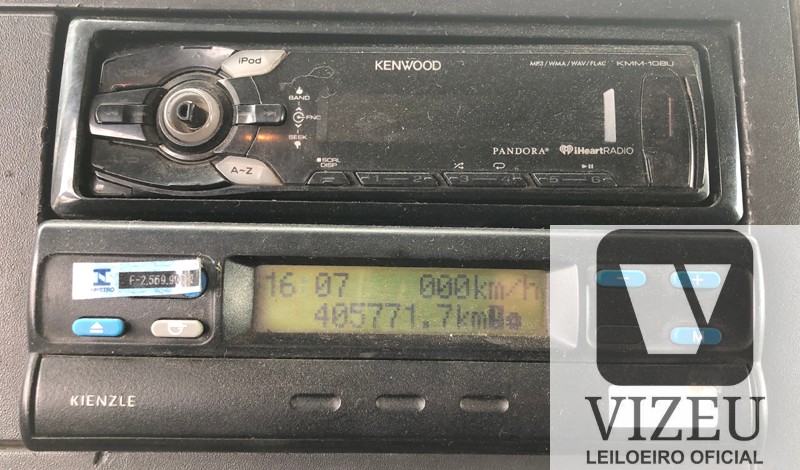 iPod
KENWOOD
MP3 / WMA / WAV / FLAC KMM-108U
BAND
FNC
SEEK
PANDORA® iHeartRADIO
A~Z
SCRL
DISP
1 2 3 4 5 6
16 07 000km/h
405771.7km
M
KIENZLE
VIZEU
LEILOEIRO OFICIAL